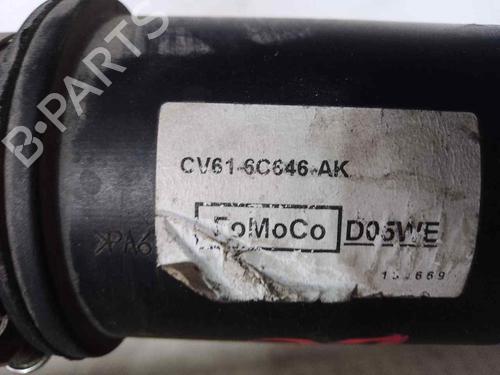 B-PARTS
CV61-6C646-AK
FoMoCo D05WE
>PA6